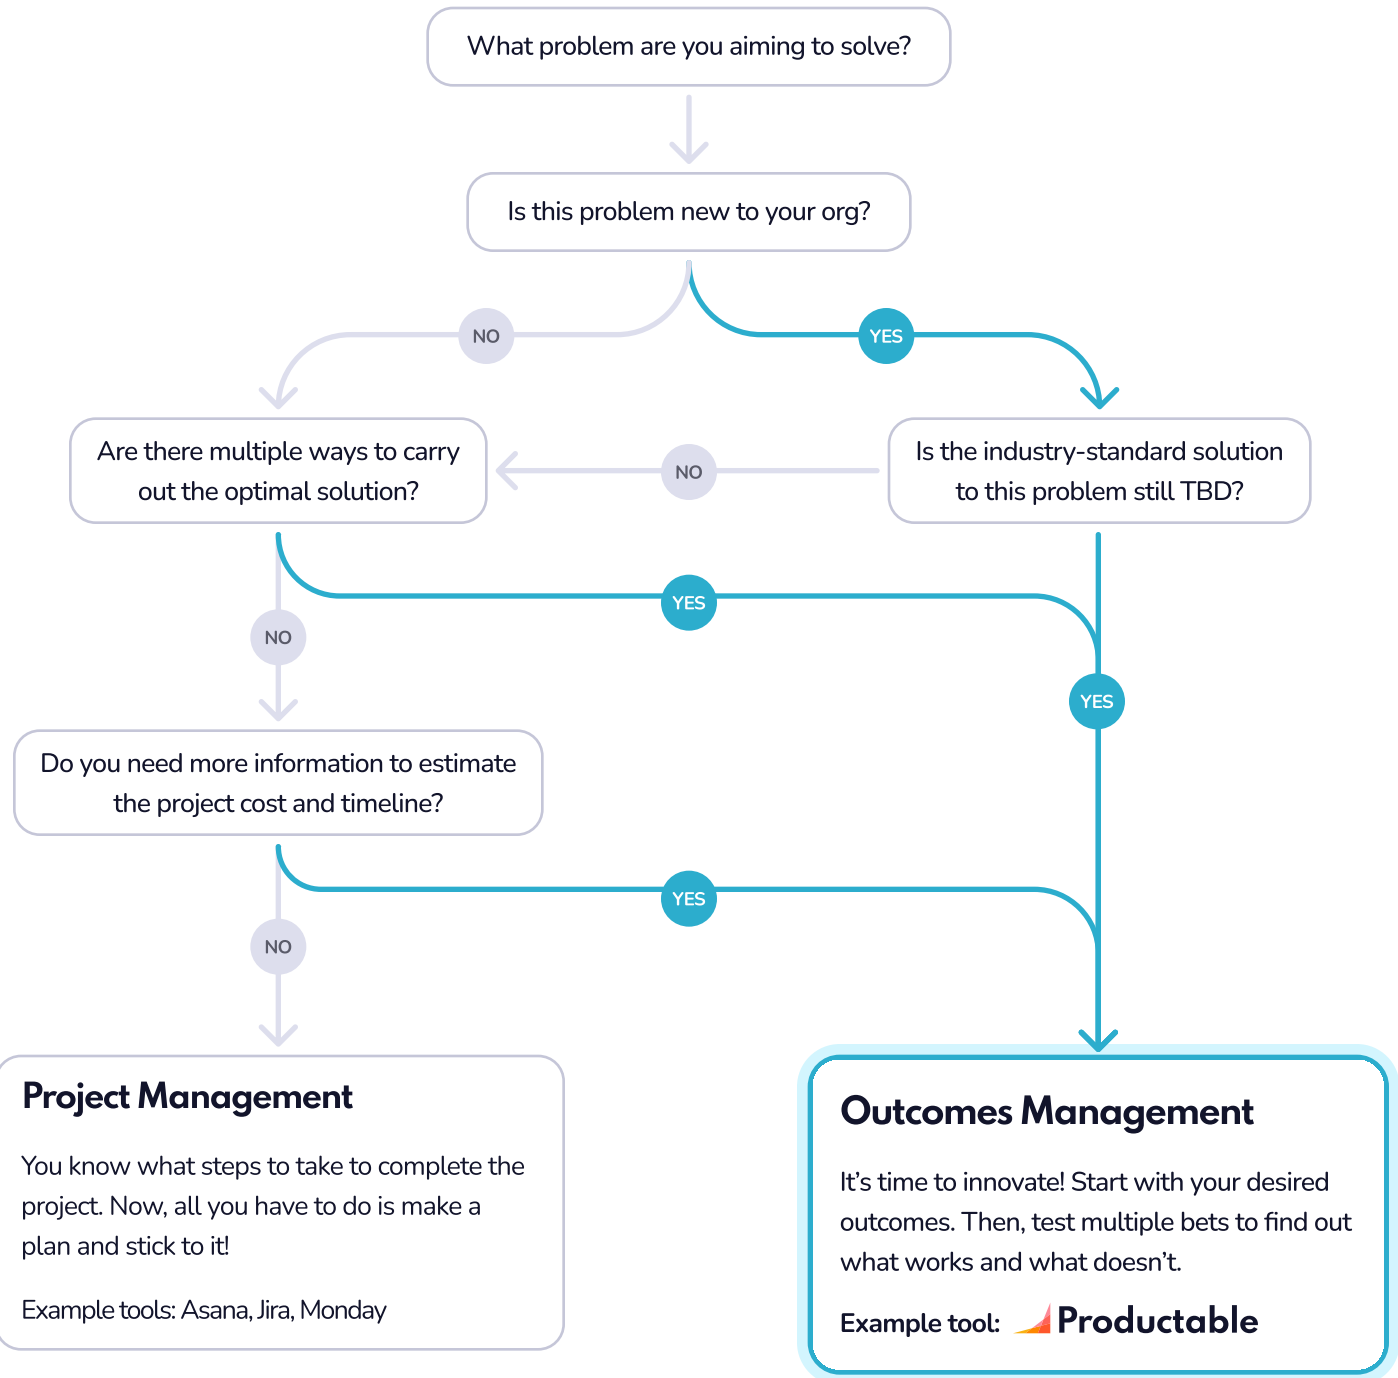 What problem are you aiming to solve?
Is this problem new to your org?
NO
YES
Are there multiple ways to carry
out the optimal solution?
NO
Is the industry-standard solution
to this problem still TBD?
YES
NO
YES
Do you need more information to estimate
the project cost and timeline?
YES
NO
Project Management
You know what steps to take to complete the
project. Now, all you have to do is make a
plan and stick to it!
Example tools: Asana, Jira, Monday
Outcomes Management
It’s time to innovate! Start with your desired
outcomes. Then, test multiple bets to find out
what works and what doesn’t.
Example tool: Productable